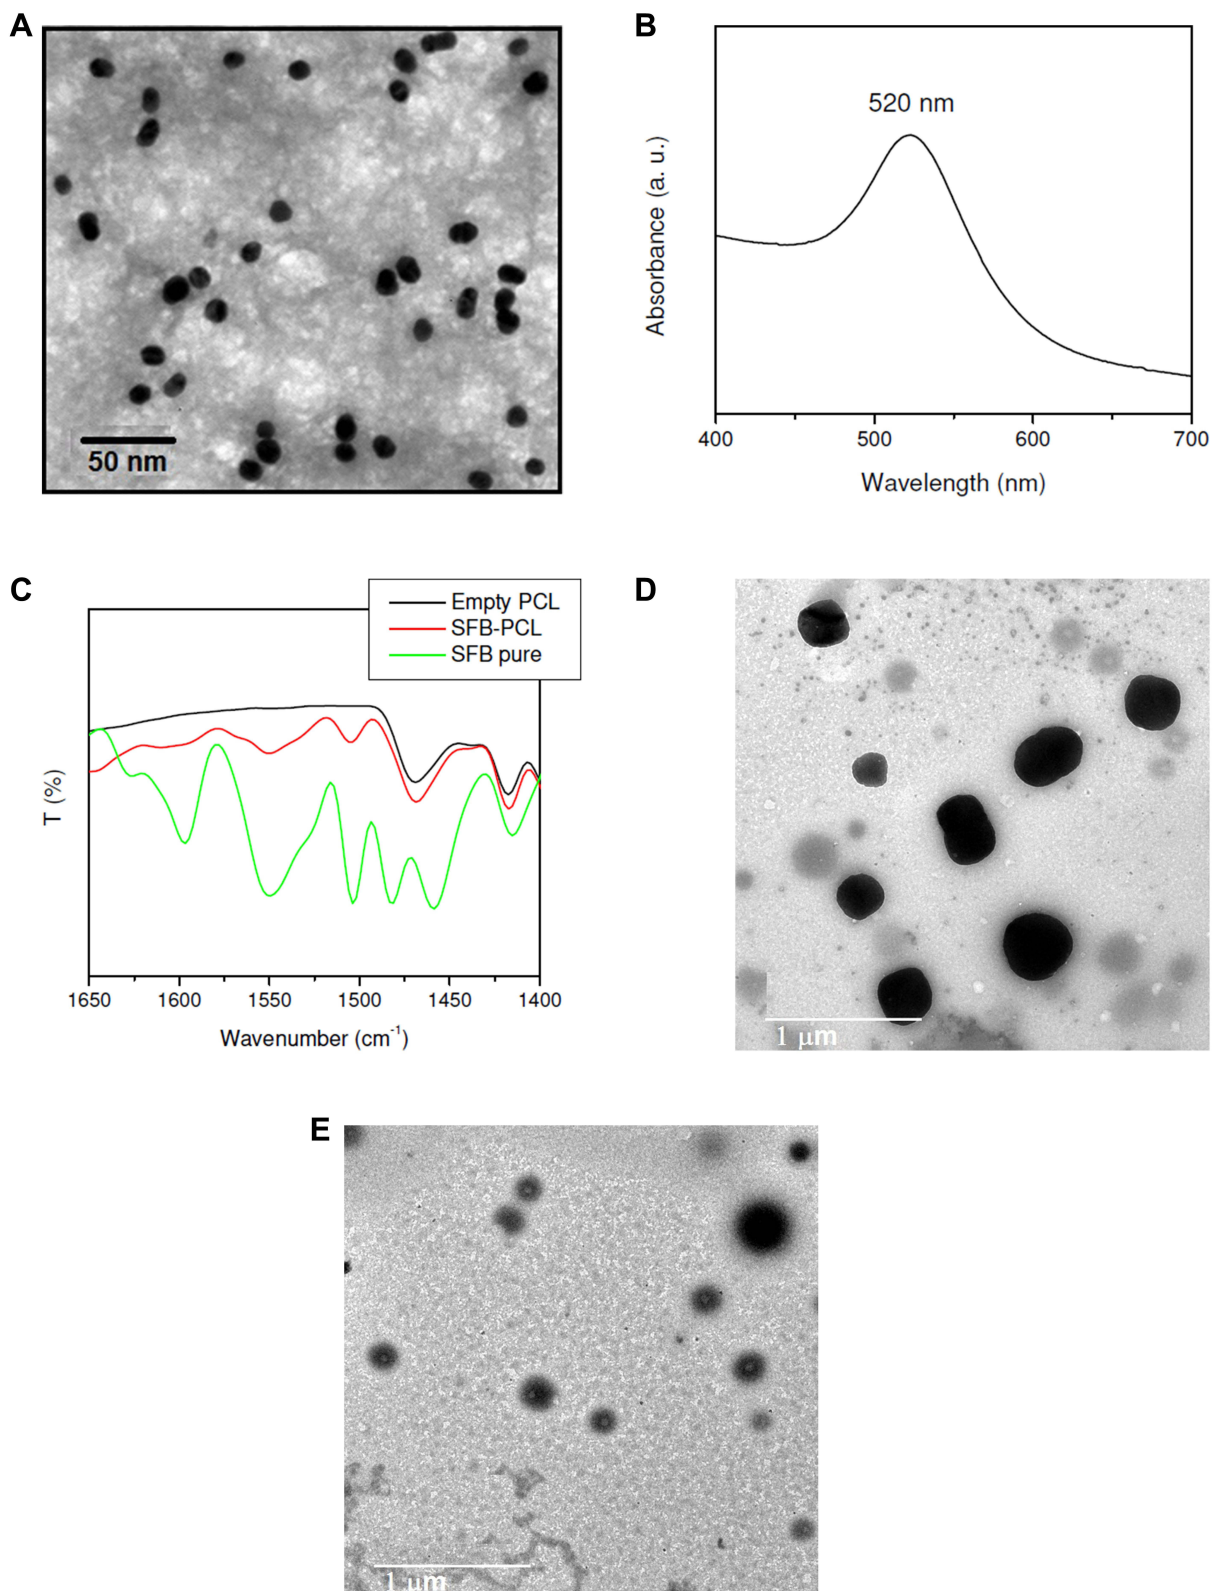 A
50 nm
B
520 nm
Absorbance (a. u.)
400 500 600 700
Wavelength (nm)
C
Empty PCL
SFB-PCL
SFB pure
T (%)
1650 1600 1550 1500 1450 1400
Wavenumber (cm⁻¹)
D
1 µm
E
1 µm